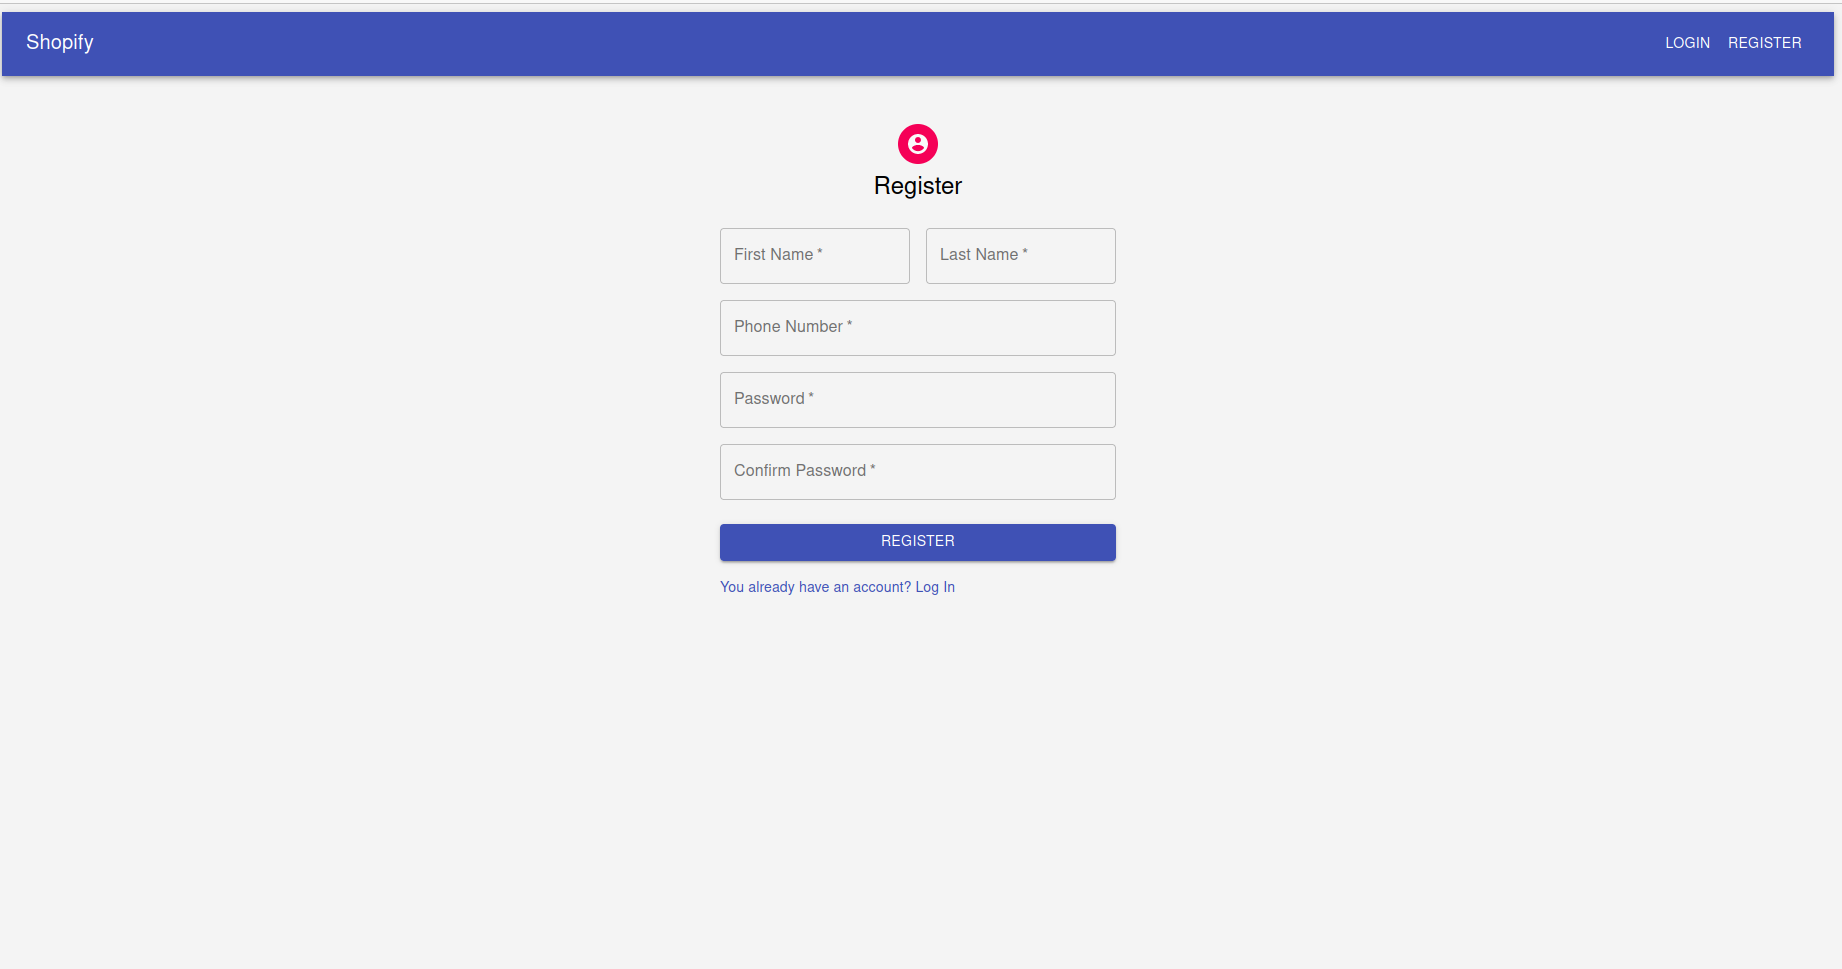 Shopify
LOGIN REGISTER
Register
First Name * Last Name *
Phone Number *
Password *
Confirm Password *
REGISTER
You already have an account? Log In